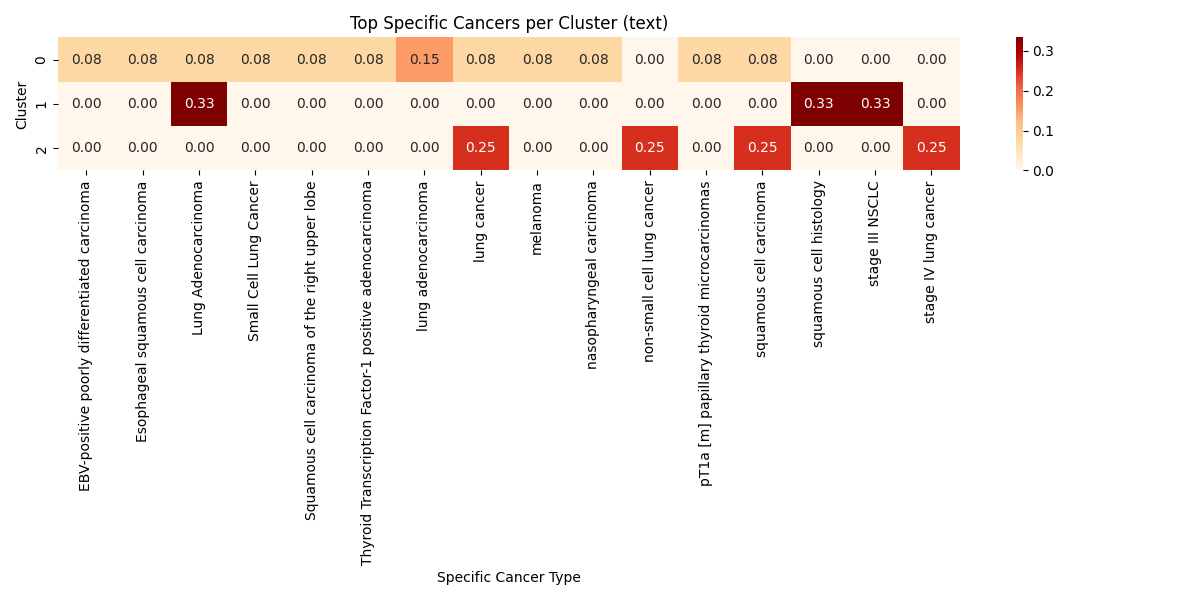 Top Specific Cancers per Cluster (text)
Cluster
0
0.08 0.08 0.08 0.08 0.08 0.08 0.15 0.08 0.08 0.08 0.00 0.08 0.08 0.00 0.00 0.00
1
0.00 0.00 0.33 0.00 0.00 0.00 0.00 0.00 0.00 0.00 0.00 0.00 0.00 0.33 0.33 0.00
2
0.00 0.00 0.00 0.00 0.00 0.00 0.00 0.25 0.00 0.00 0.25 0.00 0.25 0.00 0.00 0.25
EBV-positive poorly differentiated carcinoma
Esophageal squamous cell carcinoma
Lung Adenocarcinoma
Small Cell Lung Cancer
Squamous cell carcinoma of the right upper lobe
Thyroid Transcription Factor-1 positive adenocarcinoma
lung adenocarcinoma
lung cancer
melanoma
nasopharyngeal carcinoma
non-small cell lung cancer
pT1a [m] papillary thyroid microcarcinomas
squamous cell carcinoma
squamous cell histology
stage III NSCLC
stage IV lung cancer
Specific Cancer Type
0.3
0.2
0.1
0.0